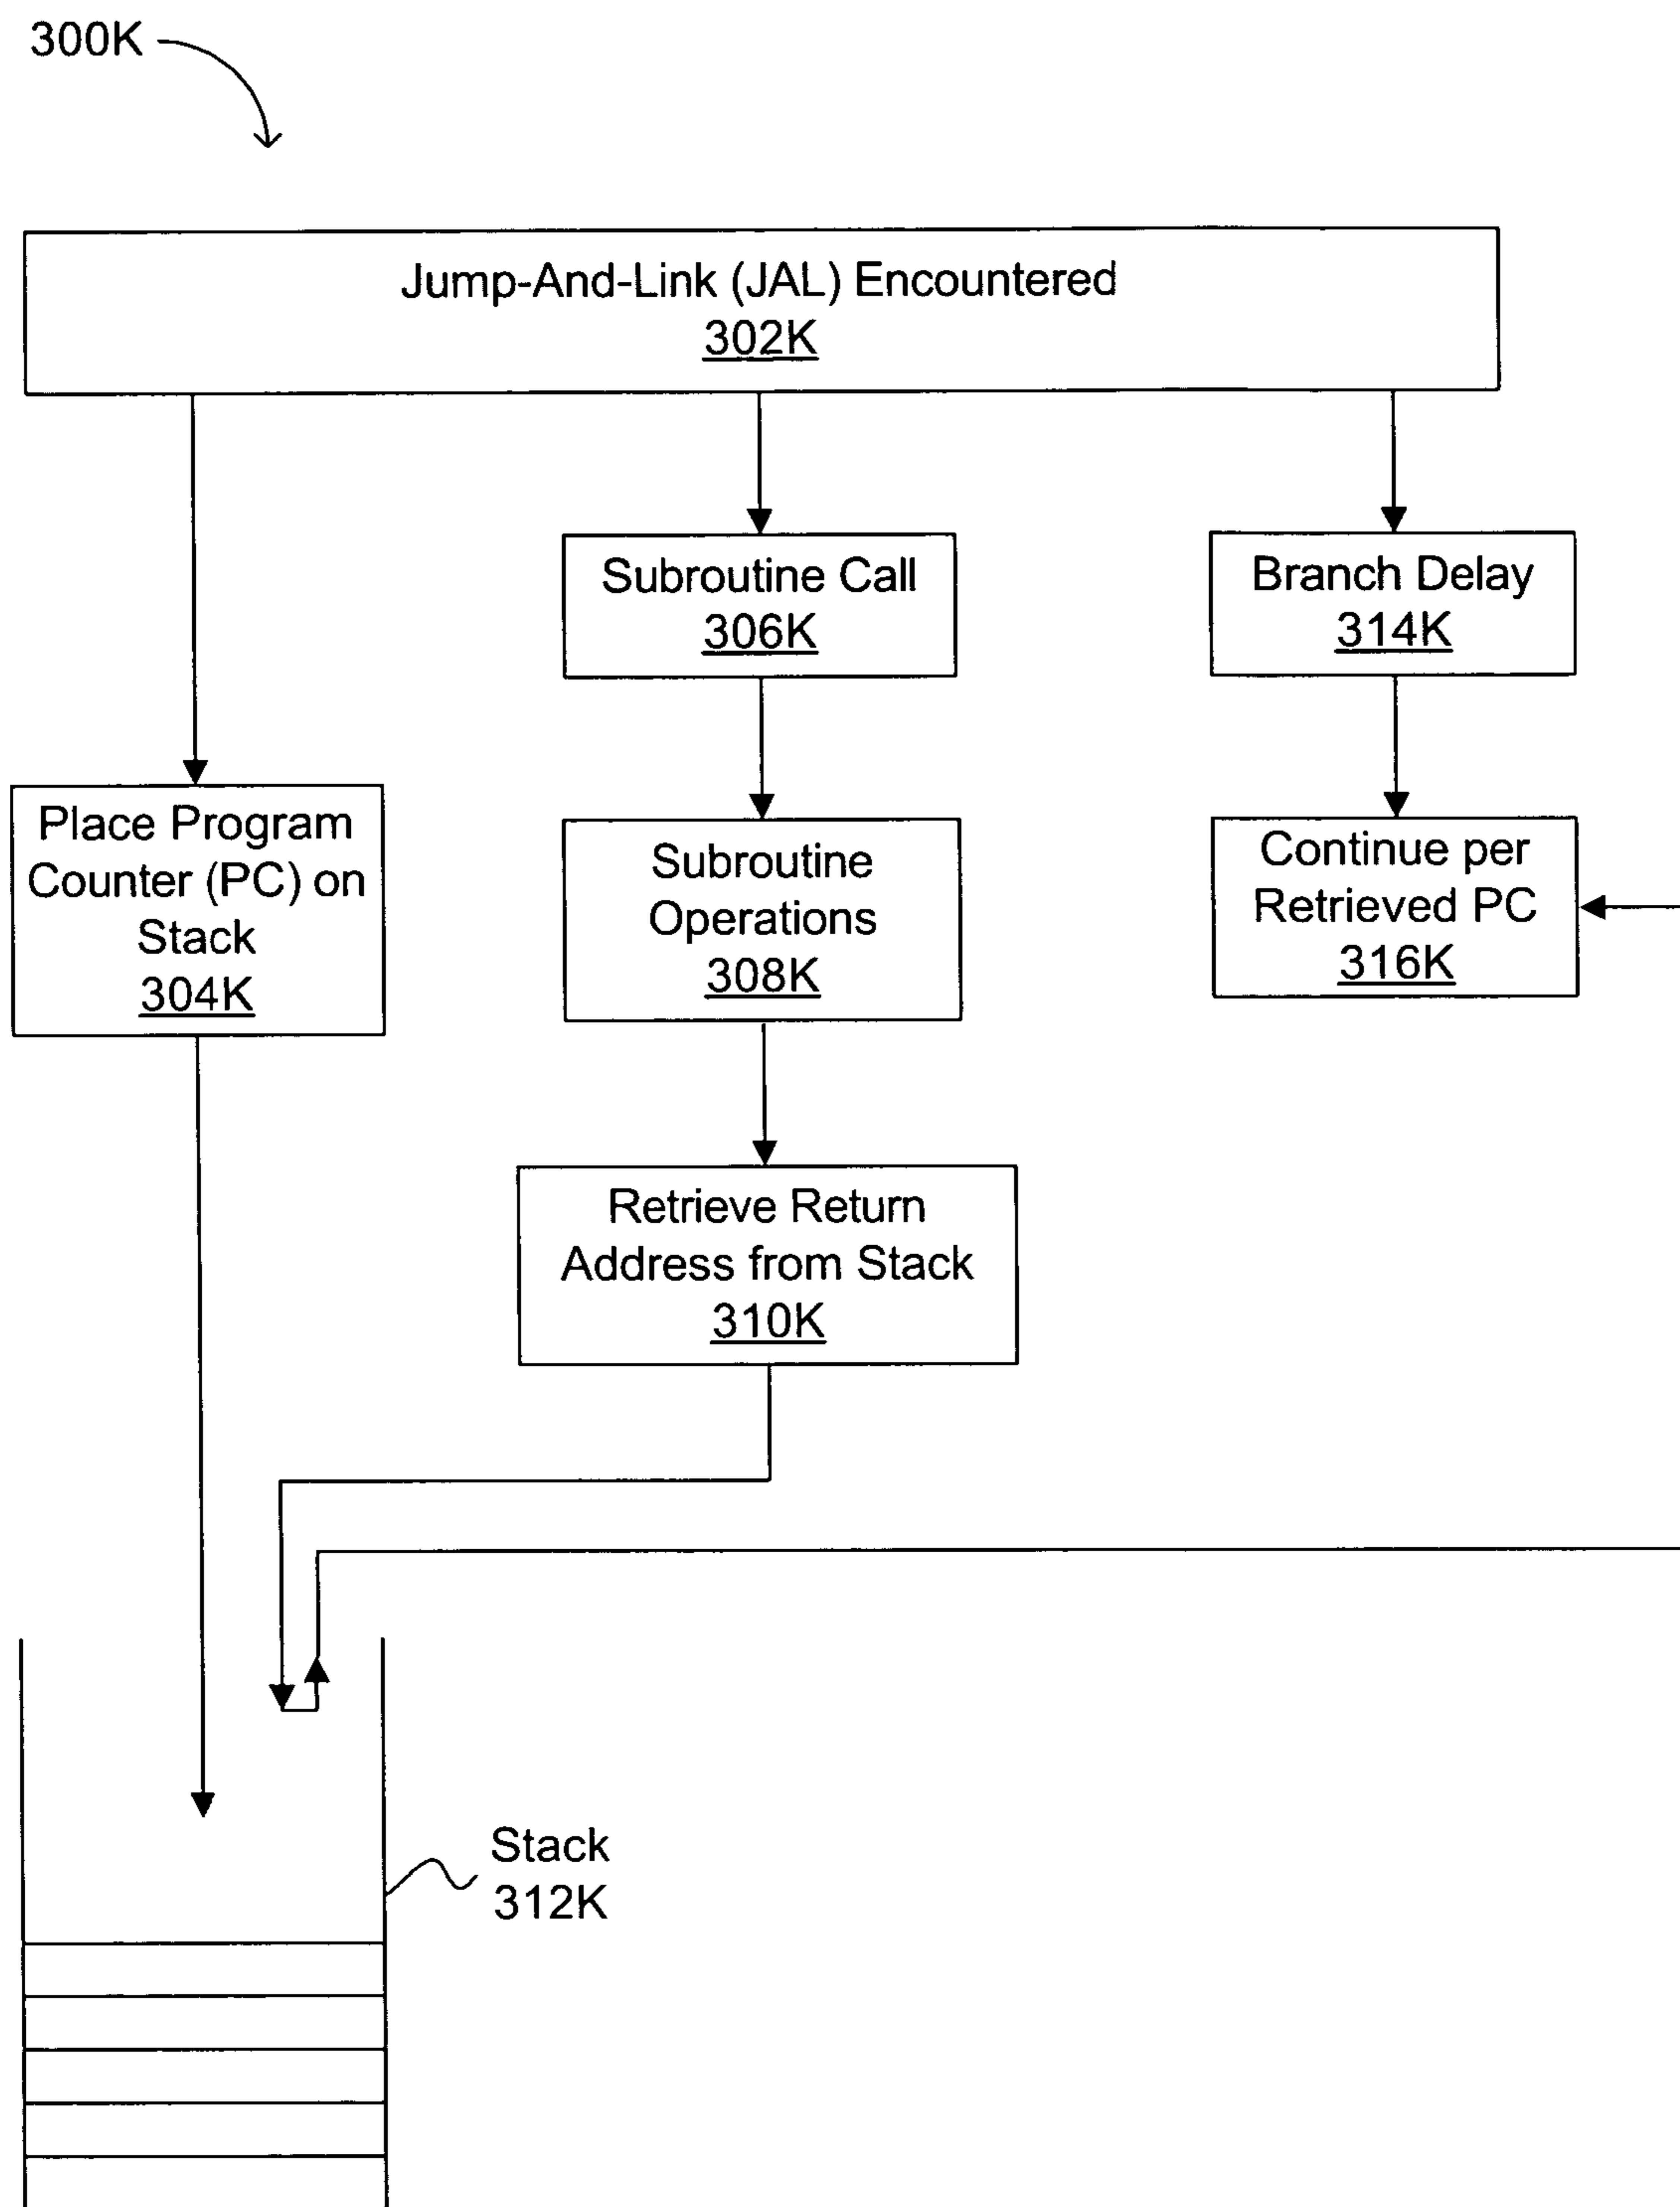 300K
Jump-And-Link (JAL) Encountered
302K
Subroutine Call
306K
Branch Delay
314K
Place Program
Counter (PC) on
Stack
304K
Subroutine
Operations
308K
Continue per
Retrieved PC
316K
Retrieve Return
Address from Stack
310K
Stack
312K